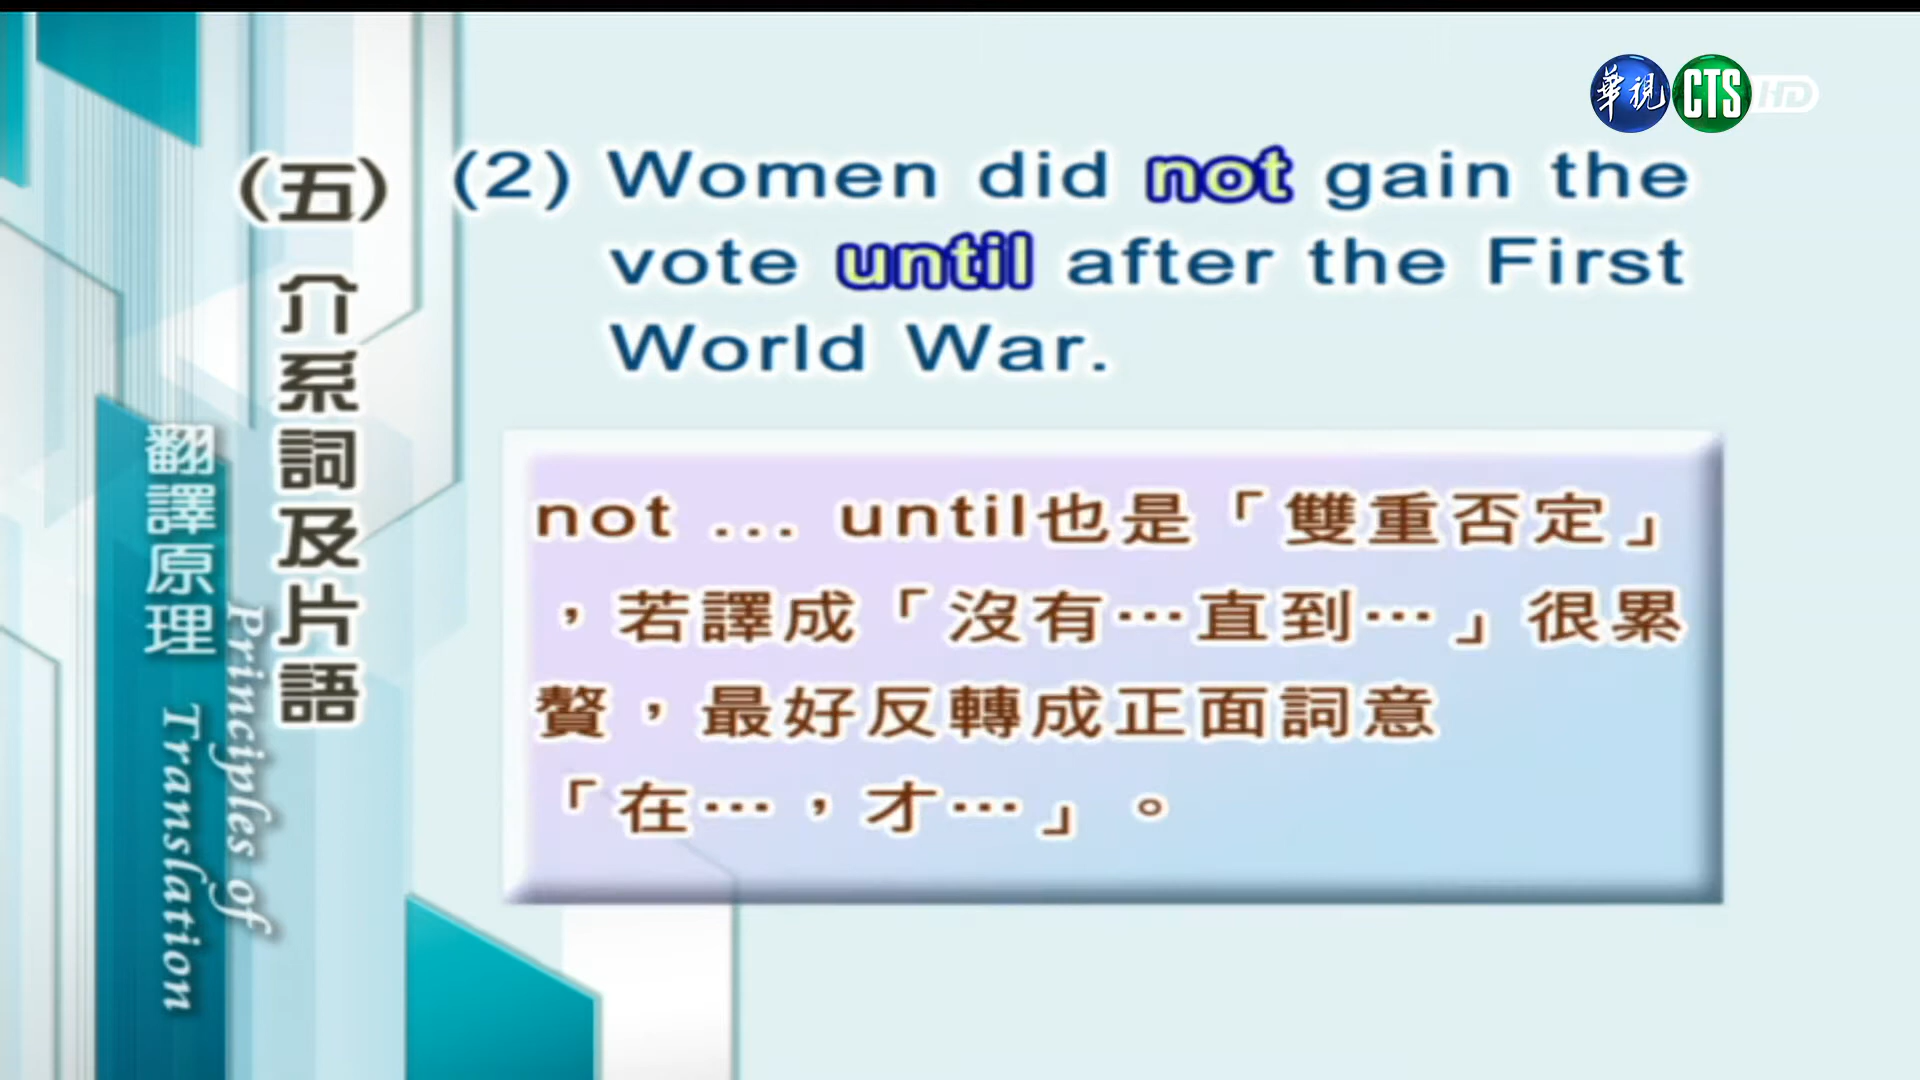 華視 CTS HD
(五) 介系詞及片語
翻譯原理
Principles of
Translation
(2) Women did not gain the
vote until after the First
World War.
not ... until也是「雙重否定」
，若譯成「沒有…直到…」很累
贅，最好反轉成正面詞意
「在…，才…」。